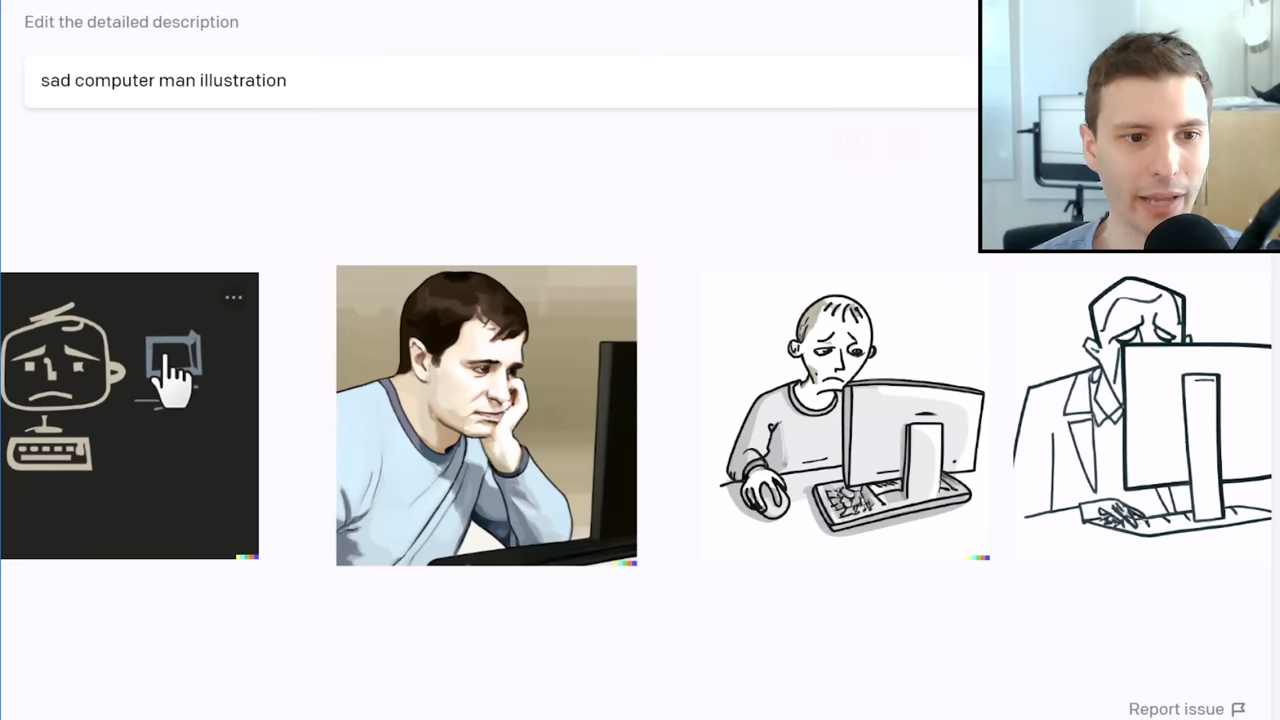 Edit the detailed description
sad computer man illustration
Report issue